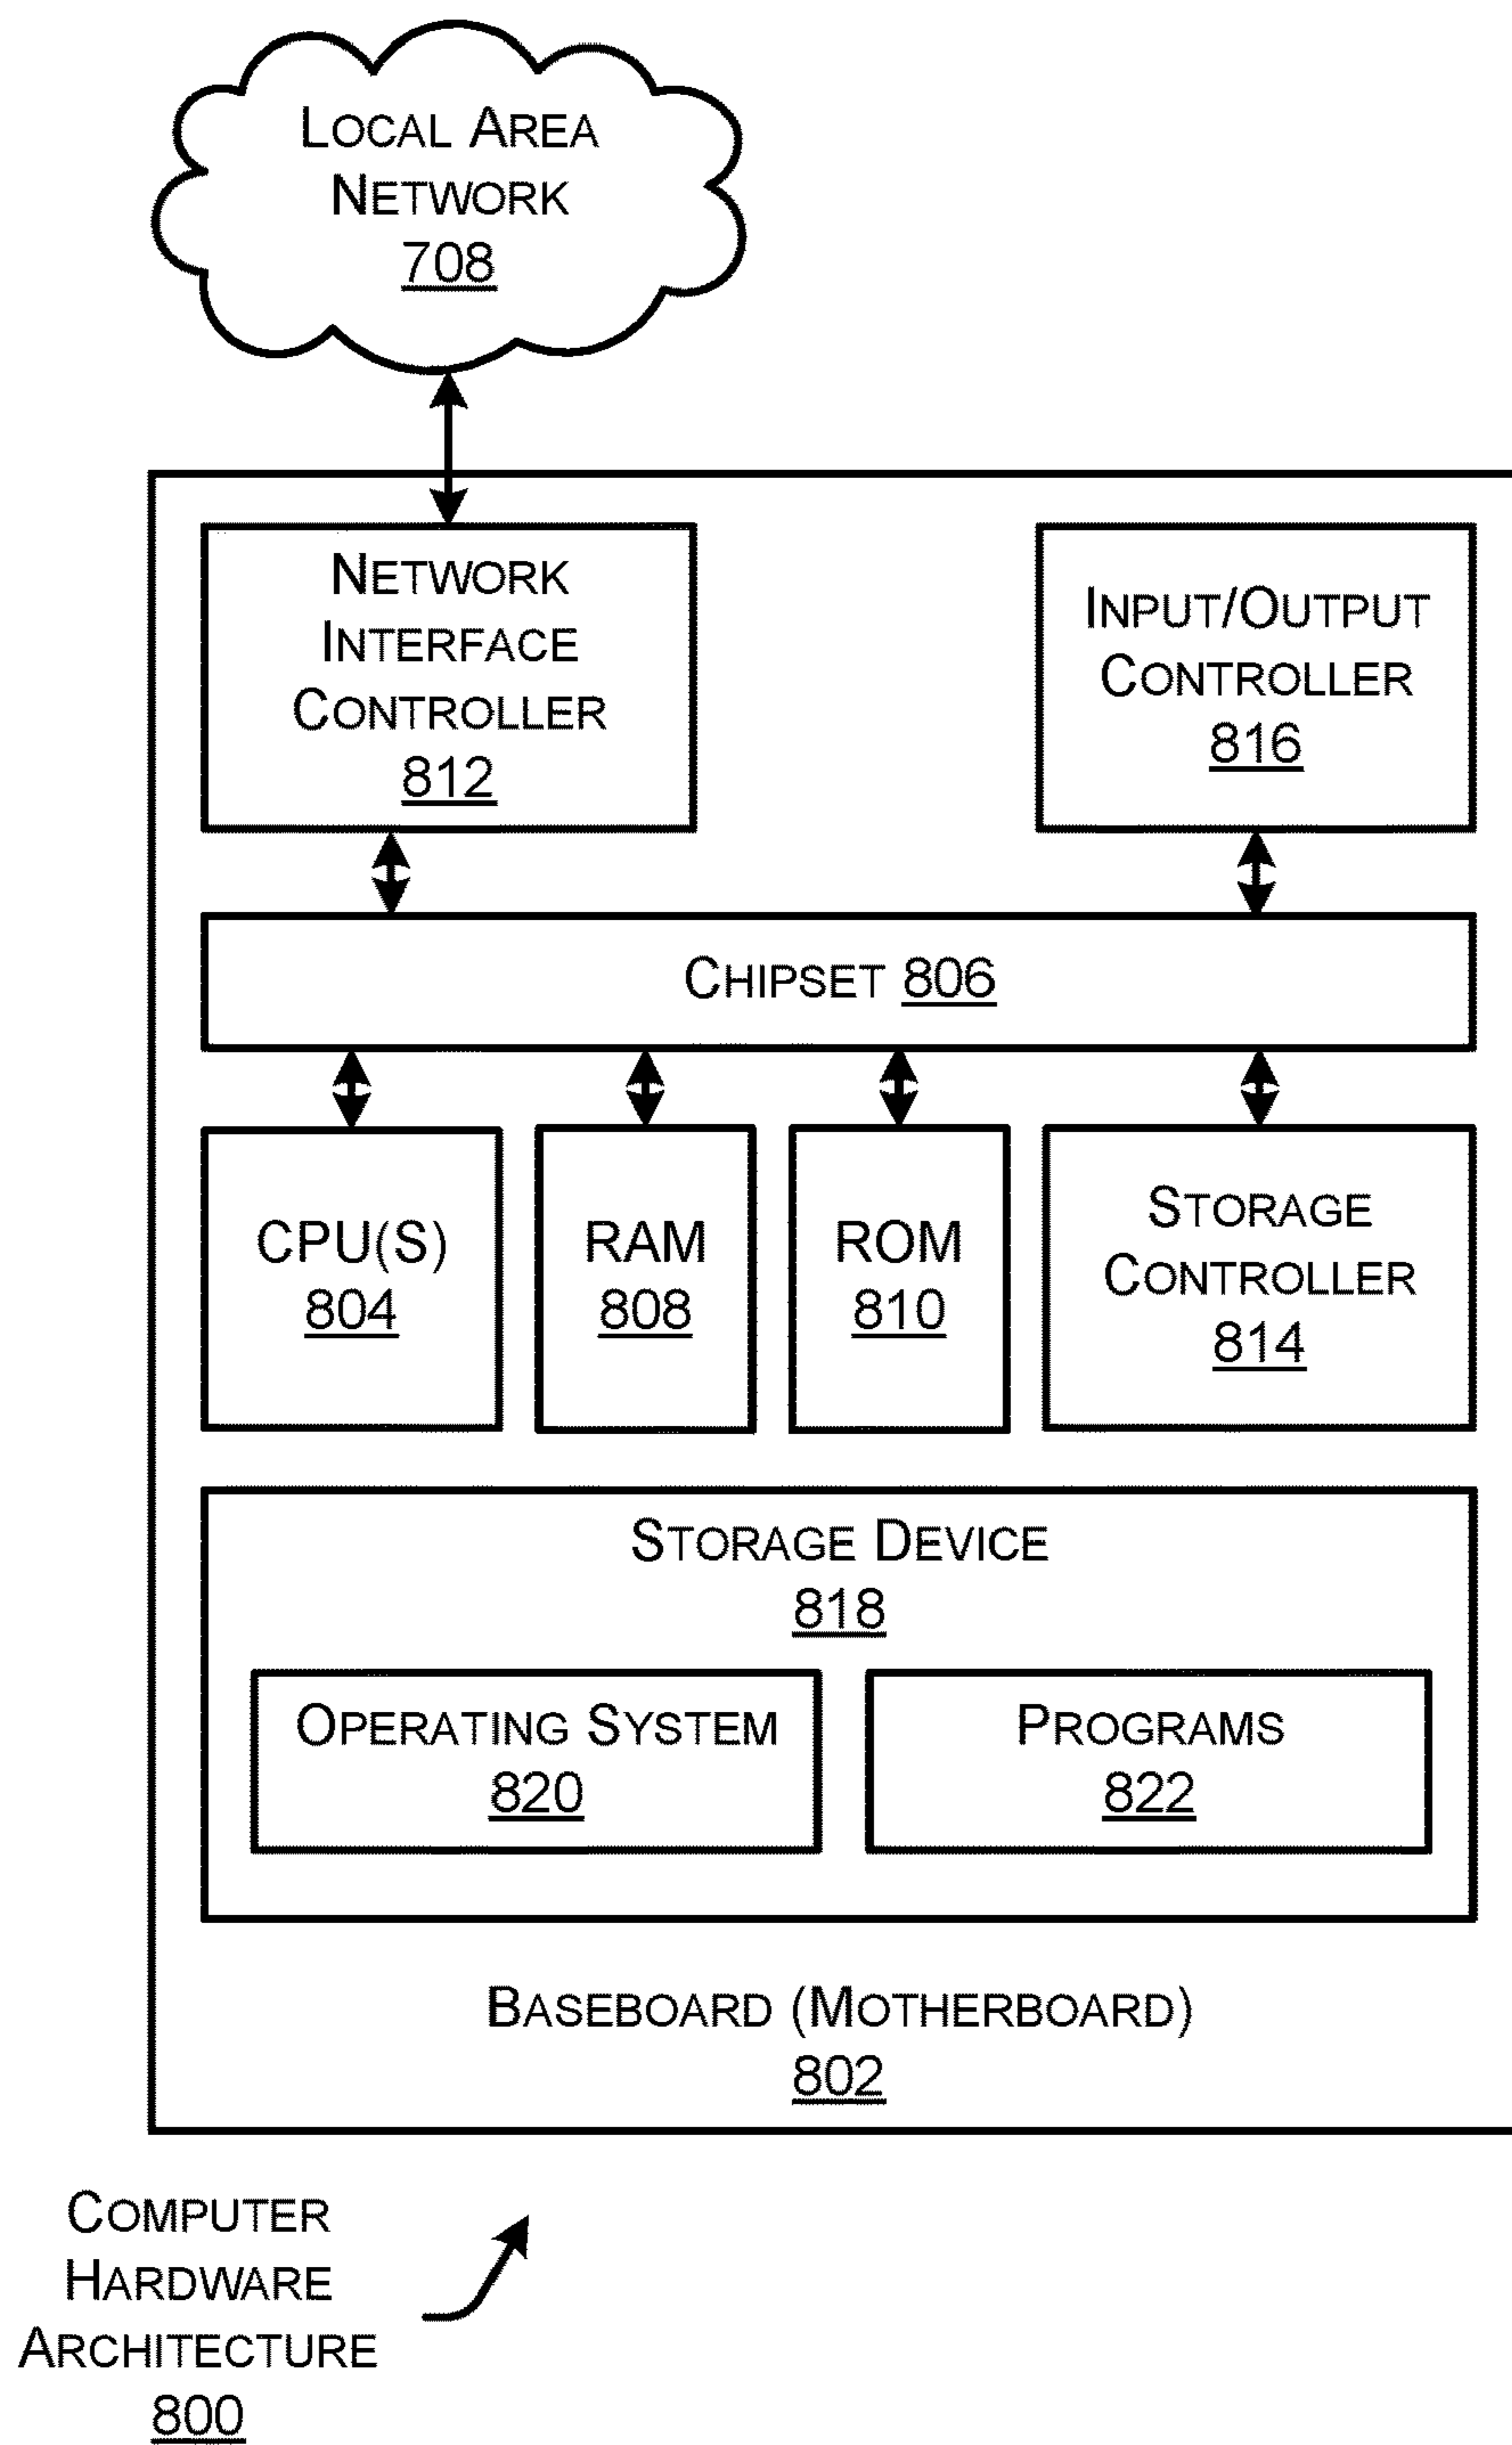 LOCAL AREA
NETWORK
708
NETWORK
INTERFACE
CONTROLLER
812
INPUT/OUTPUT
CONTROLLER
816
CHIPSET 806
CPU(S)
804
RAM
808
ROM
810
STORAGE
CONTROLLER
814
STORAGE DEVICE
818
OPERATING SYSTEM
820
PROGRAMS
822
BASEBOARD (MOTHERBOARD)
802
COMPUTER
HARDWARE
ARCHITECTURE
800